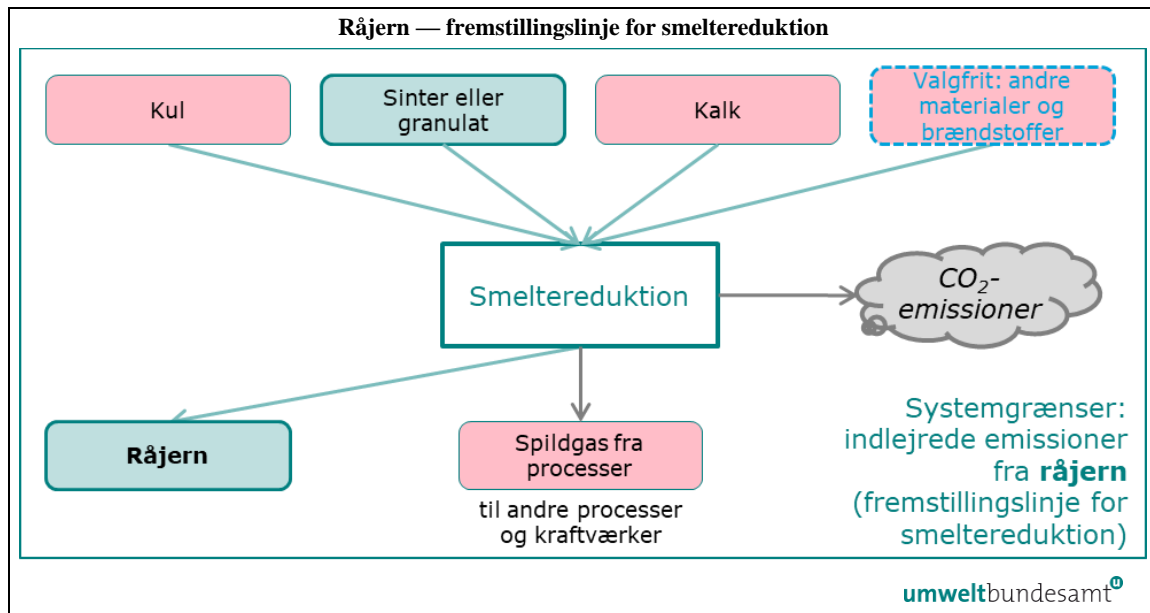 Råjern — fremstillingslinje for smeltereduktion
Kul
Sinter eller
granulat
Kalk
Valgfrit: andre
materialer og
brændstoffer
Smeltereduktion
CO₂-
emissioner
Råjern
Spildgas fra
processer
til andre processer
og kraftværker
Systemgrænser:
indlejrede emissioner
fra råjern
(fremstillingslinje for
smeltereduktion)
umweltbundesamt ᵘ